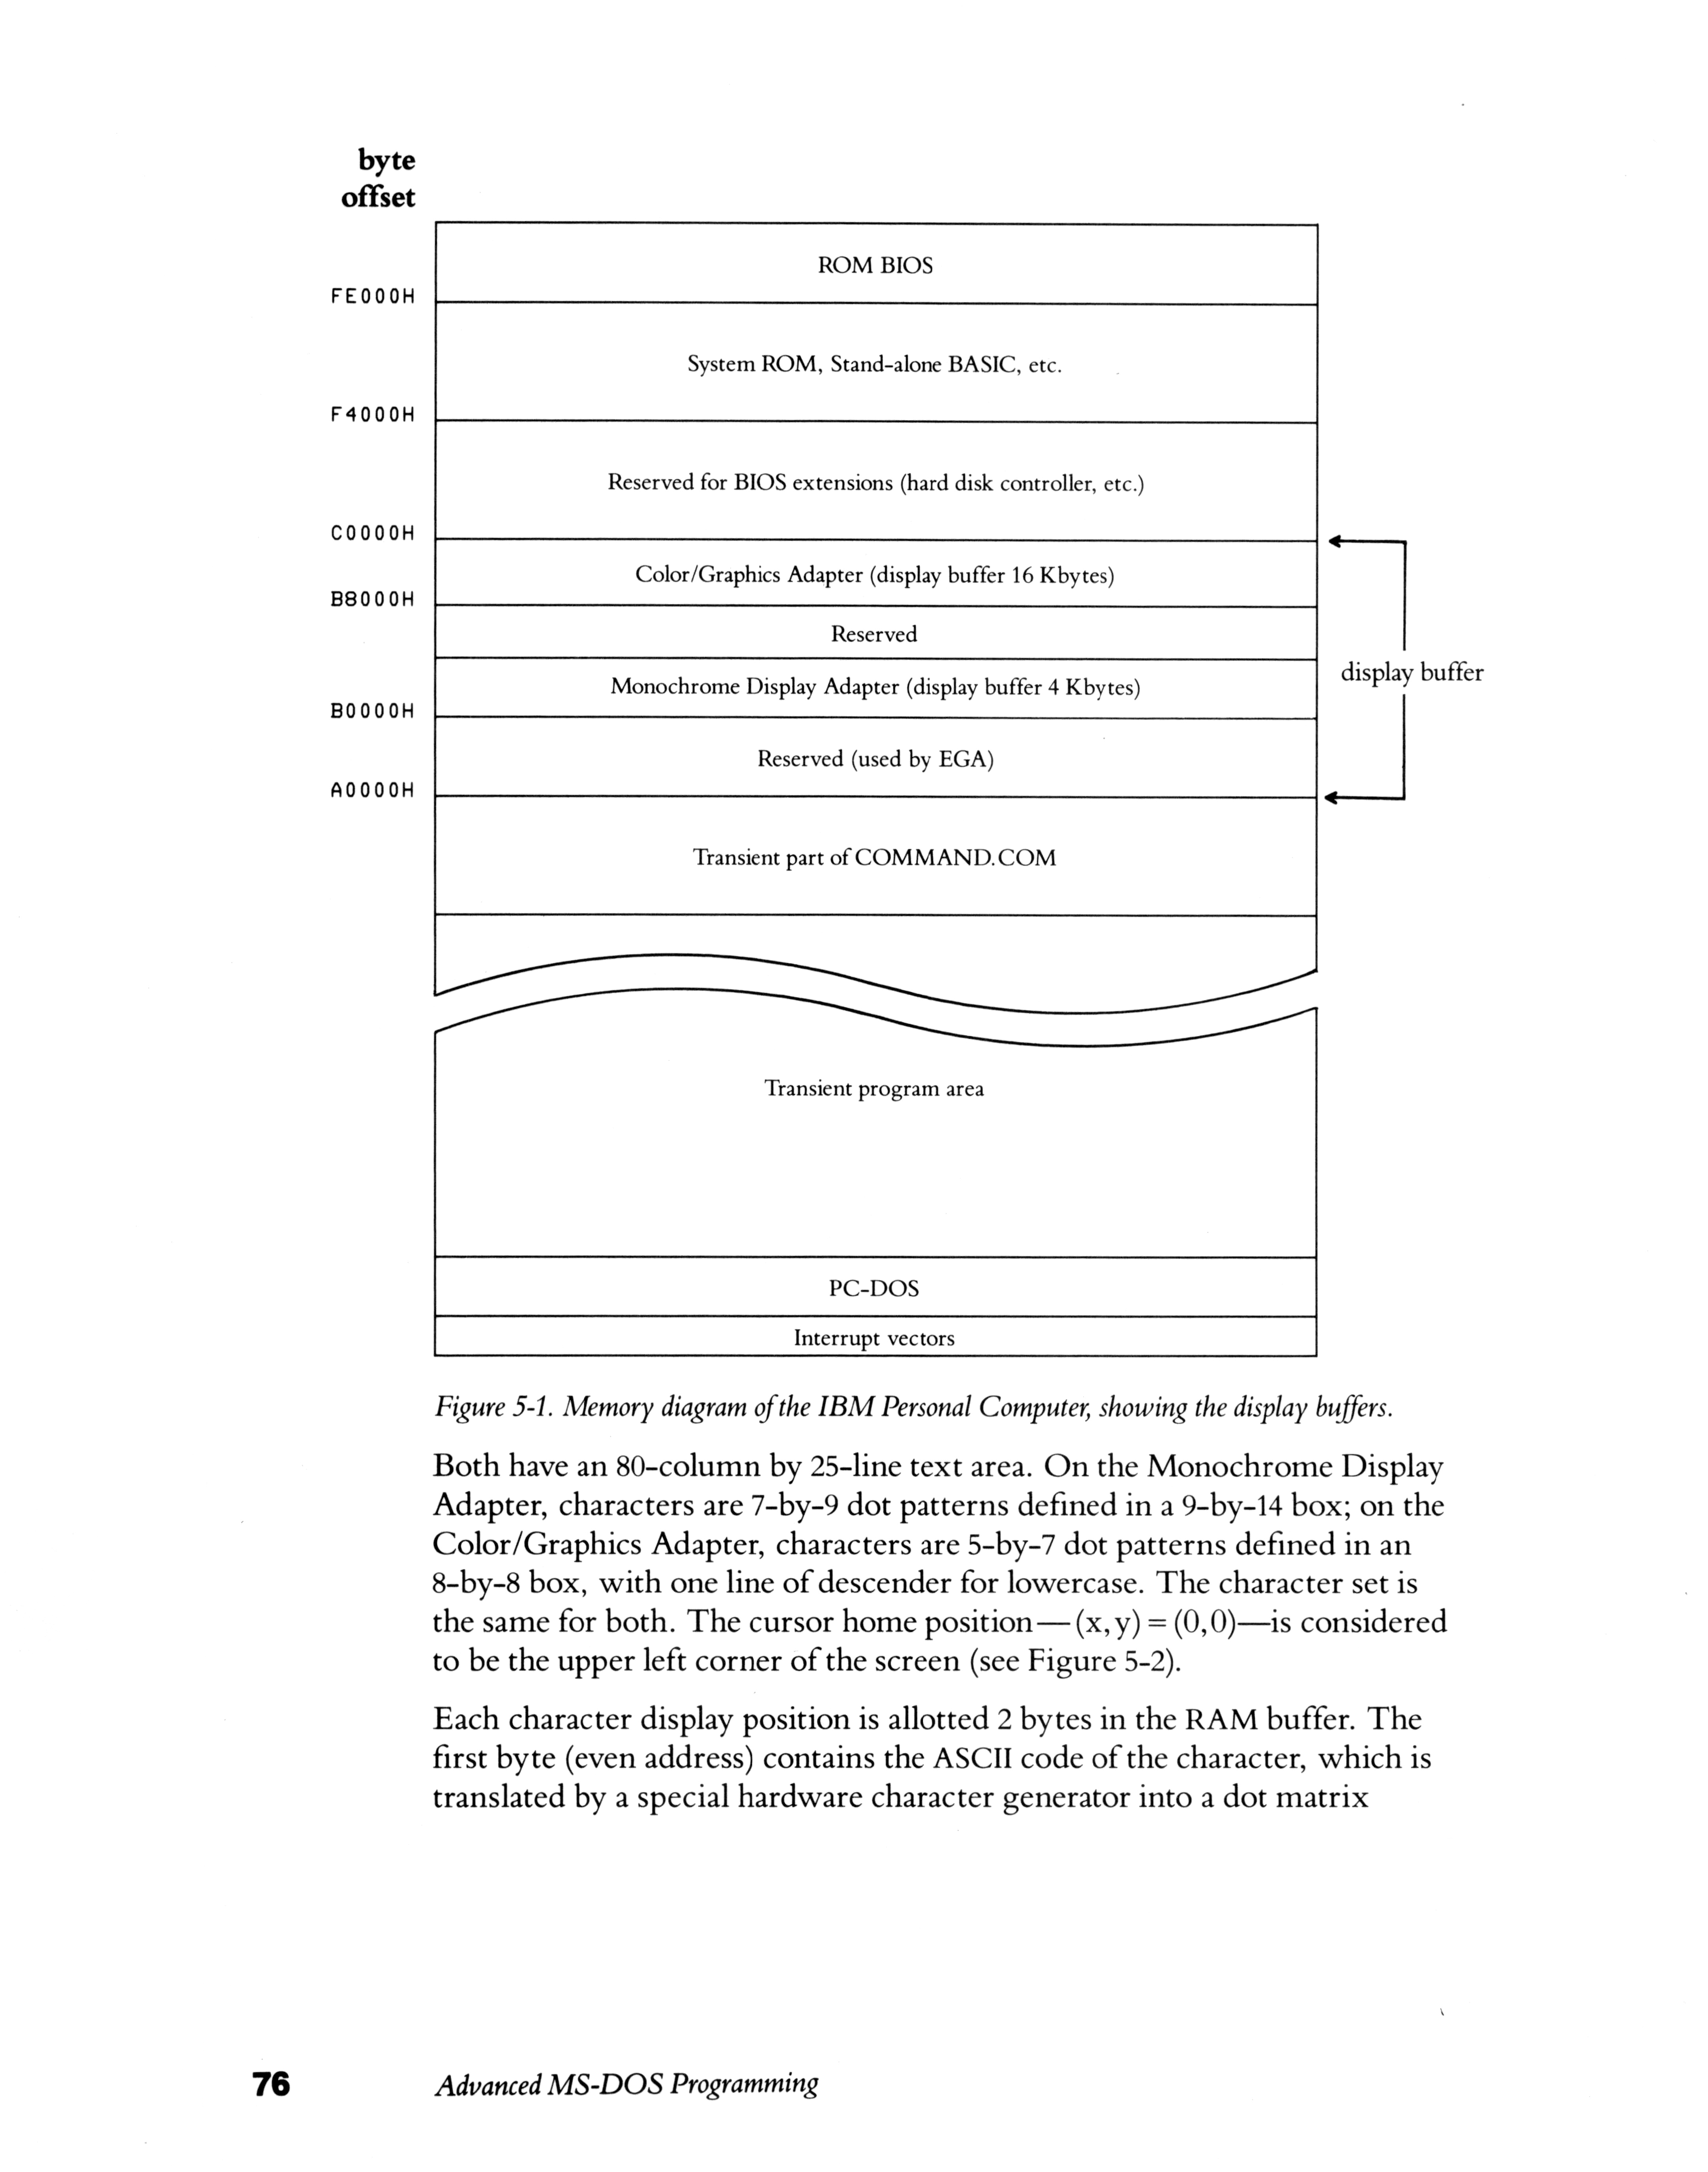 byte
offset
ROM BIOS
FE000H
System ROM, Stand-alone BASIC, etc.
F4000H
Reserved for BIOS extensions (hard disk controller, etc.)
C0000H
Color/Graphics Adapter (display buffer 16 Kbytes)
B8000H
Reserved
display buffer
Monochrome Display Adapter (display buffer 4 Kbytes)
B0000H
Reserved (used by EGA)
A0000H
Transient part of COMMAND.COM
Transient program area
PC-DOS
Interrupt vectors
Figure 5-1. Memory diagram of the IBM Personal Computer, showing the display buffers.
Both have an 80-column by 25-line text area. On the Monochrome Display
Adapter, characters are 7-by-9 dot patterns defined in a 9-by-14 box; on the
Color/Graphics Adapter, characters are 5-by-7 dot patterns defined in an
8-by-8 box, with one line of descender for lowercase. The character set is
the same for both. The cursor home position—(x,y) = (0,0)—is considered
to be the upper left corner of the screen (see Figure 5-2).
Each character display position is allotted 2 bytes in the RAM buffer. The
first byte (even address) contains the ASCII code of the character, which is
translated by a special hardware character generator into a dot matrix
76 Advanced MS-DOS Programming